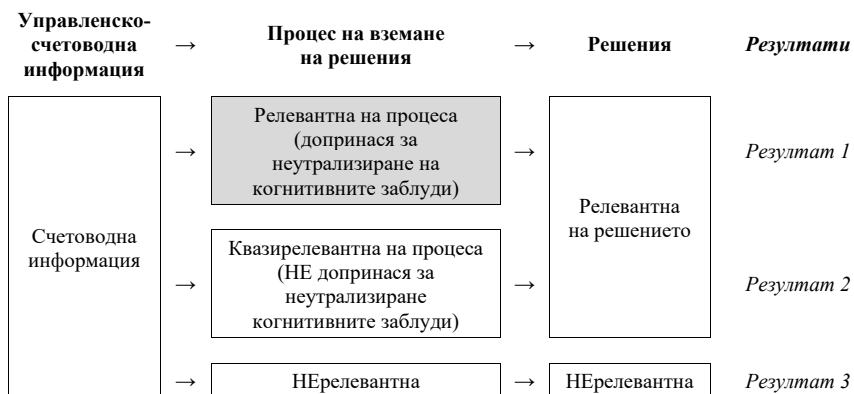 Управленско-
счетоводна
информация
→
Процес на вземане
на решения
→
Решения
Резултати
Счетоводна
информация
→
Релевантна на процеса
(допринася за
неутрализиране на
когнитивните заблуди)
→
Релевантна
на решението
Резултат 1
→
Квазирелевантна на процеса
(НЕ допринася за
неутрализиране
когнитивните заблуди)
→
Резултат 2
→
НЕрелевантна
→
НЕрелевантна
Резултат 3